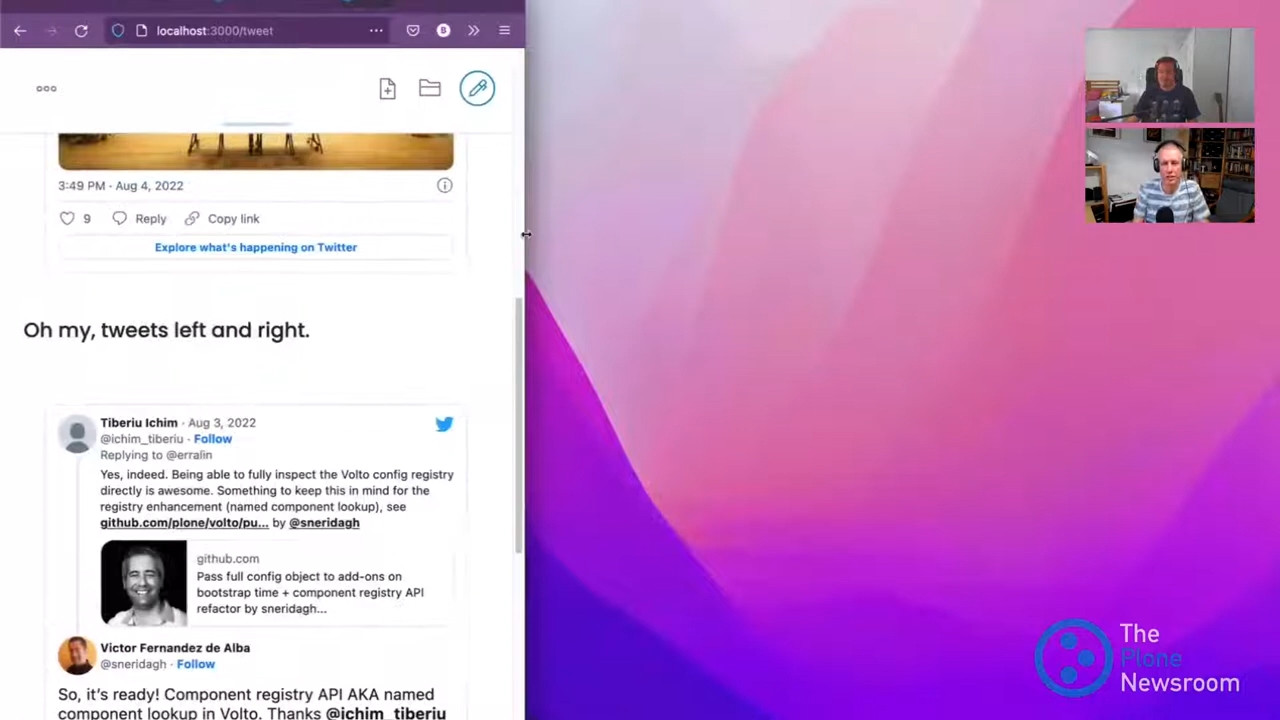 localhost:3000/tweet
B
3:49 PM · Aug 4, 2022
9 Reply Copy link
Explore what's happening on Twitter
Oh my, tweets left and right.
Tiberiu Ichim · Aug 3, 2022
@ichim_tiberiu · Follow
Replying to @erralin
Yes, indeed. Being able to fully inspect the Volto config registry
directly is awesome. Something to keep this in mind for the
registry enhancement (named component lookup), see
github.com/plone/volto/pu... by @sneridagh
github.com
Pass full config object to add-ons on
bootstrap time + component registry API
refactor by sneridagh...
Victor Fernandez de Alba
@sneridagh · Follow
So, it's ready! Component registry API AKA named
component lookup in Volto. Thanks @ichim_tiberiu
The
Plone
Newsroom